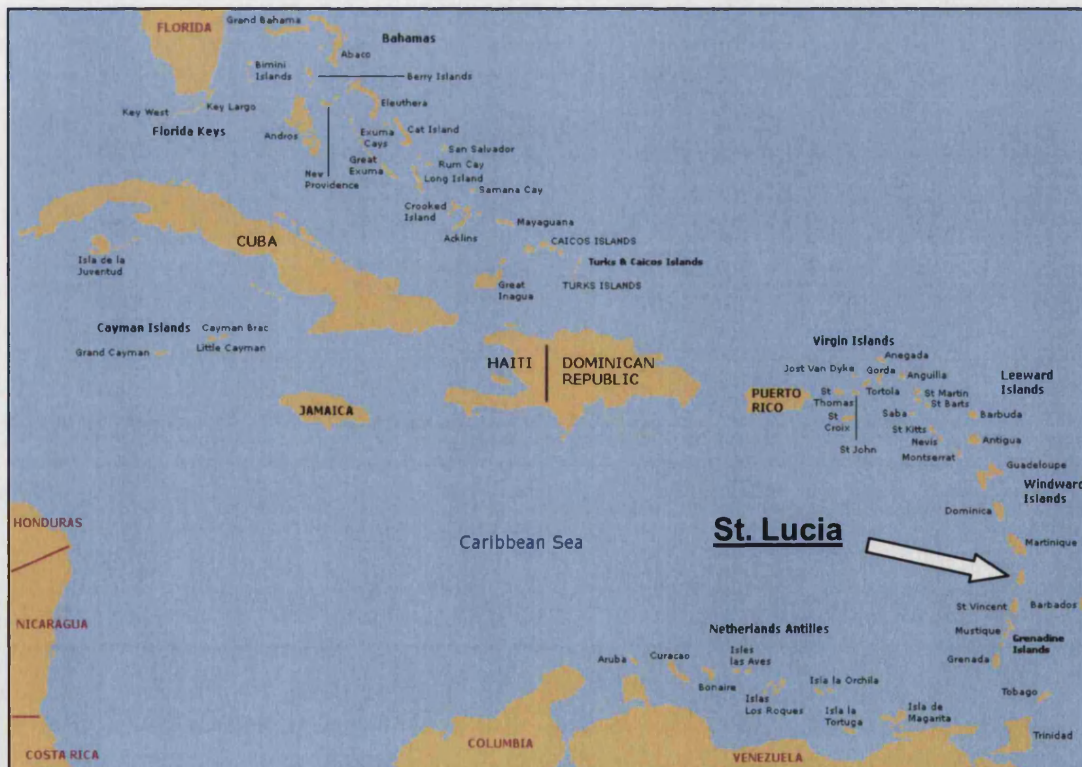 FLORIDA
Grand Bahama
Bahamas
Abaco
Bimini
Islands
Berry Islands
Eleuthera
Key West
Key Largo
Florida Keys
Andros
Exuma
Cays
Cat Island
San Salvador
Great
Exuma
Rum Cay
Long Island
New
Providence
Samana Cay
Crooked
Island
Mayaguana
Acklins
CAICOS ISLANDS
CUBA
Isla de la
Juventud
Turks & Caicos Islands
Great
Inagua
TURKS ISLANDS
Cayman Islands
Cayman Brac
Grand Cayman
Little Cayman
HAITI
DOMINICAN
REPUBLIC
JAMAICA
PUERTO
RICO
Virgin Islands
Anegada
Jost Van Dyke
Gorda
Anguilla
Leeward
Islands
St
Thomas
Tortola
St Martin
St Barts
St
Croix
Saba
Barbuda
St Kitts
Nevis
Antigua
St John
Montserrat
Guadeloupe
Windward
Islands
Dominica
HONDURAS
Caribbean Sea
St. Lucia
Martinique
NICARAGUA
St Vincent
Barbados
Netherlands Antilles
Mustique
Grenadine
Islands
Grenada
Aruba
Curacao
Isles
las Aves
Bonaire
Islas
Los Roques
Isla la Orchila
Isla la
Tortuga
Isla de
Magarita
Tobago
Trinidad
COSTA RICA
COLUMBIA
VENEZUELA